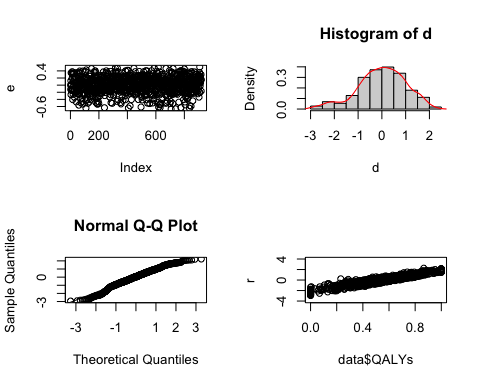 e
0.4
-0.6
0 200 600
Index
Histogram of d
Density
0.3
0.0
-3 -2 -1 0 1 2
d
Normal Q-Q Plot
Sample Quantiles
0
-3
-3 -1 1 2 3
Theoretical Quantiles
r
4
0
-4
0.0 0.4 0.8
data$QALYs